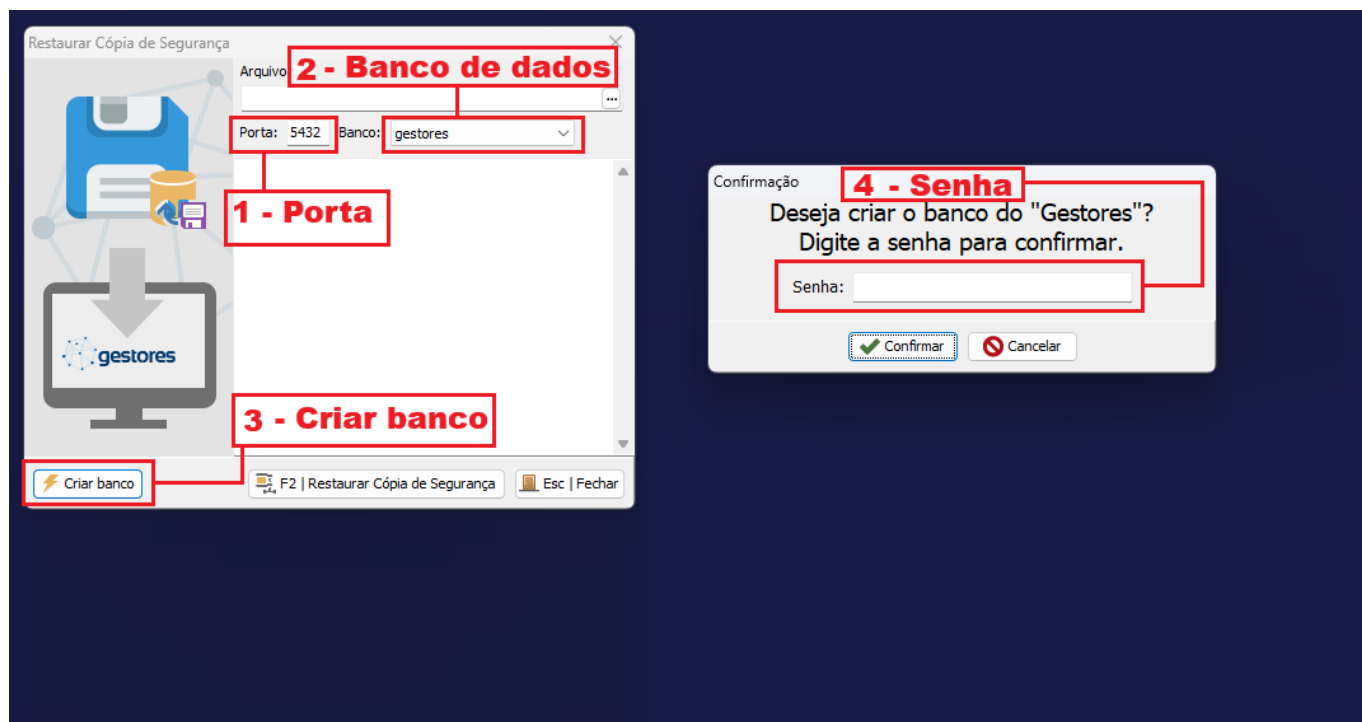 Restaurar Cópia de Segurança
Arquivo
2 - Banco de dados
...
Porta: 5432 Banco: gestores
1 - Porta
gestores
3 - Criar banco
Criar banco
F2 | Restaurar Cópia de Segurança
Esc | Fechar
Confirmação
4 - Senha
Deseja criar o banco do "Gestores"?
Digite a senha para confirmar.
Senha:
Confirmar
Cancelar